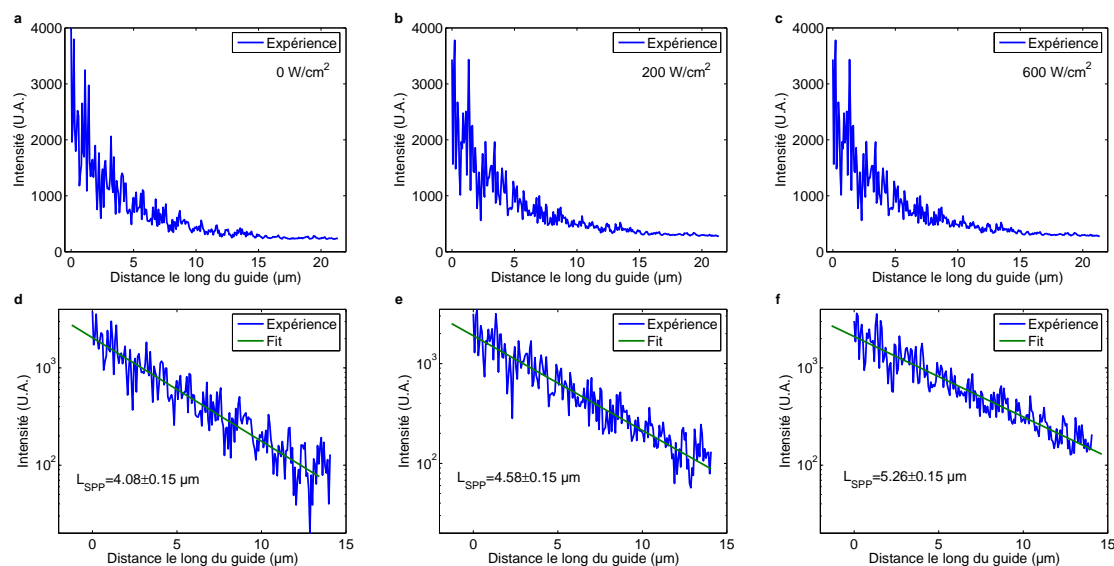 a
b
c
4000
3000
2000
1000
0
Intensité (U.A.)
Expérience
0 W/cm²
0 5 10 15 20
Distance le long du guide (µm)
4000
3000
2000
1000
0
Intensité (U.A.)
Expérience
200 W/cm²
0 5 10 15 20
Distance le long du guide (µm)
4000
3000
2000
1000
0
Intensité (U.A.)
Expérience
600 W/cm²
0 5 10 15 20
Distance le long du guide (µm)
d
e
f
10³
10²
Intensité (U.A.)
Expérience
Fit
L_SPP=4.08±0.15 µm
0 5 10 15
Distance le long du guide (µm)
10³
10²
Intensité (U.A.)
Expérience
Fit
L_SPP=4.58±0.15 µm
0 5 10 15
Distance le long du guide (µm)
10³
10²
Intensité (U.A.)
Expérience
Fit
L_SPP=5.26±0.15 µm
0 5 10 15
Distance le long du guide (µm)